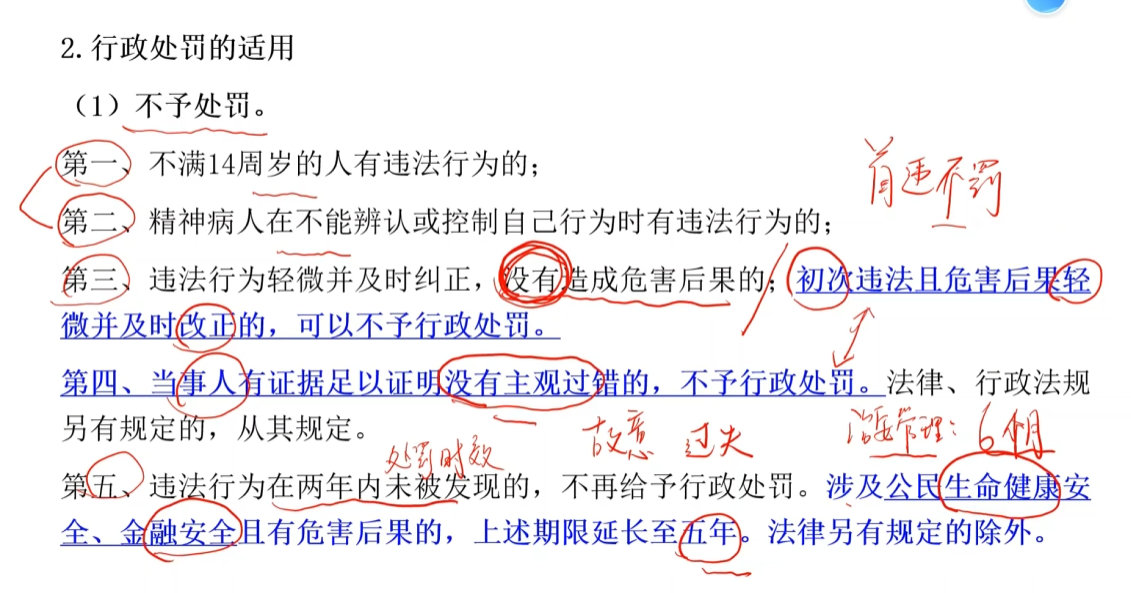 2.行政处罚的适用
（1）不予处罚。
第一、不满14周岁的人有违法行为的；
首违不罚
第二、精神病人在不能辨认或控制自己行为时有违法行为的；
第三、违法行为轻微并及时纠正，没有造成危害后果的；初次违法且危害后果轻
微并及时改正的，可以不予行政处罚。
第四、当事人有证据足以证明没有主观过错的，不予行政处罚。法律、行政法规
另有规定的，从其规定。
故意 过失
治安管理：6个月
处罚时效
第五、违法行为在两年内未被发现的，不再给予行政处罚。涉及公民生命健康安
全、金融安全且有危害后果的，上述期限延长至五年。法律另有规定的除外。